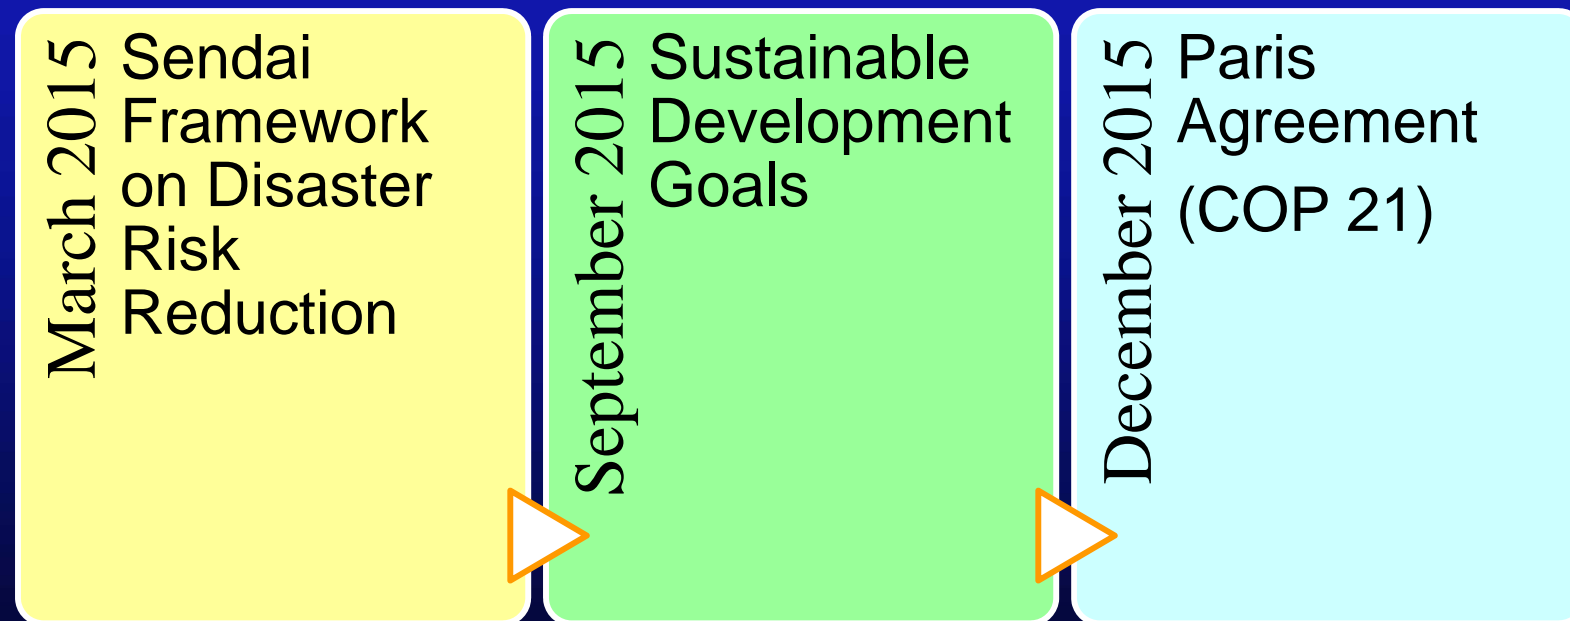 March 2015
Sendai
Framework
on Disaster
Risk
Reduction
September 2015
Sustainable
Development
Goals
December 2015
Paris
Agreement
(COP 21)